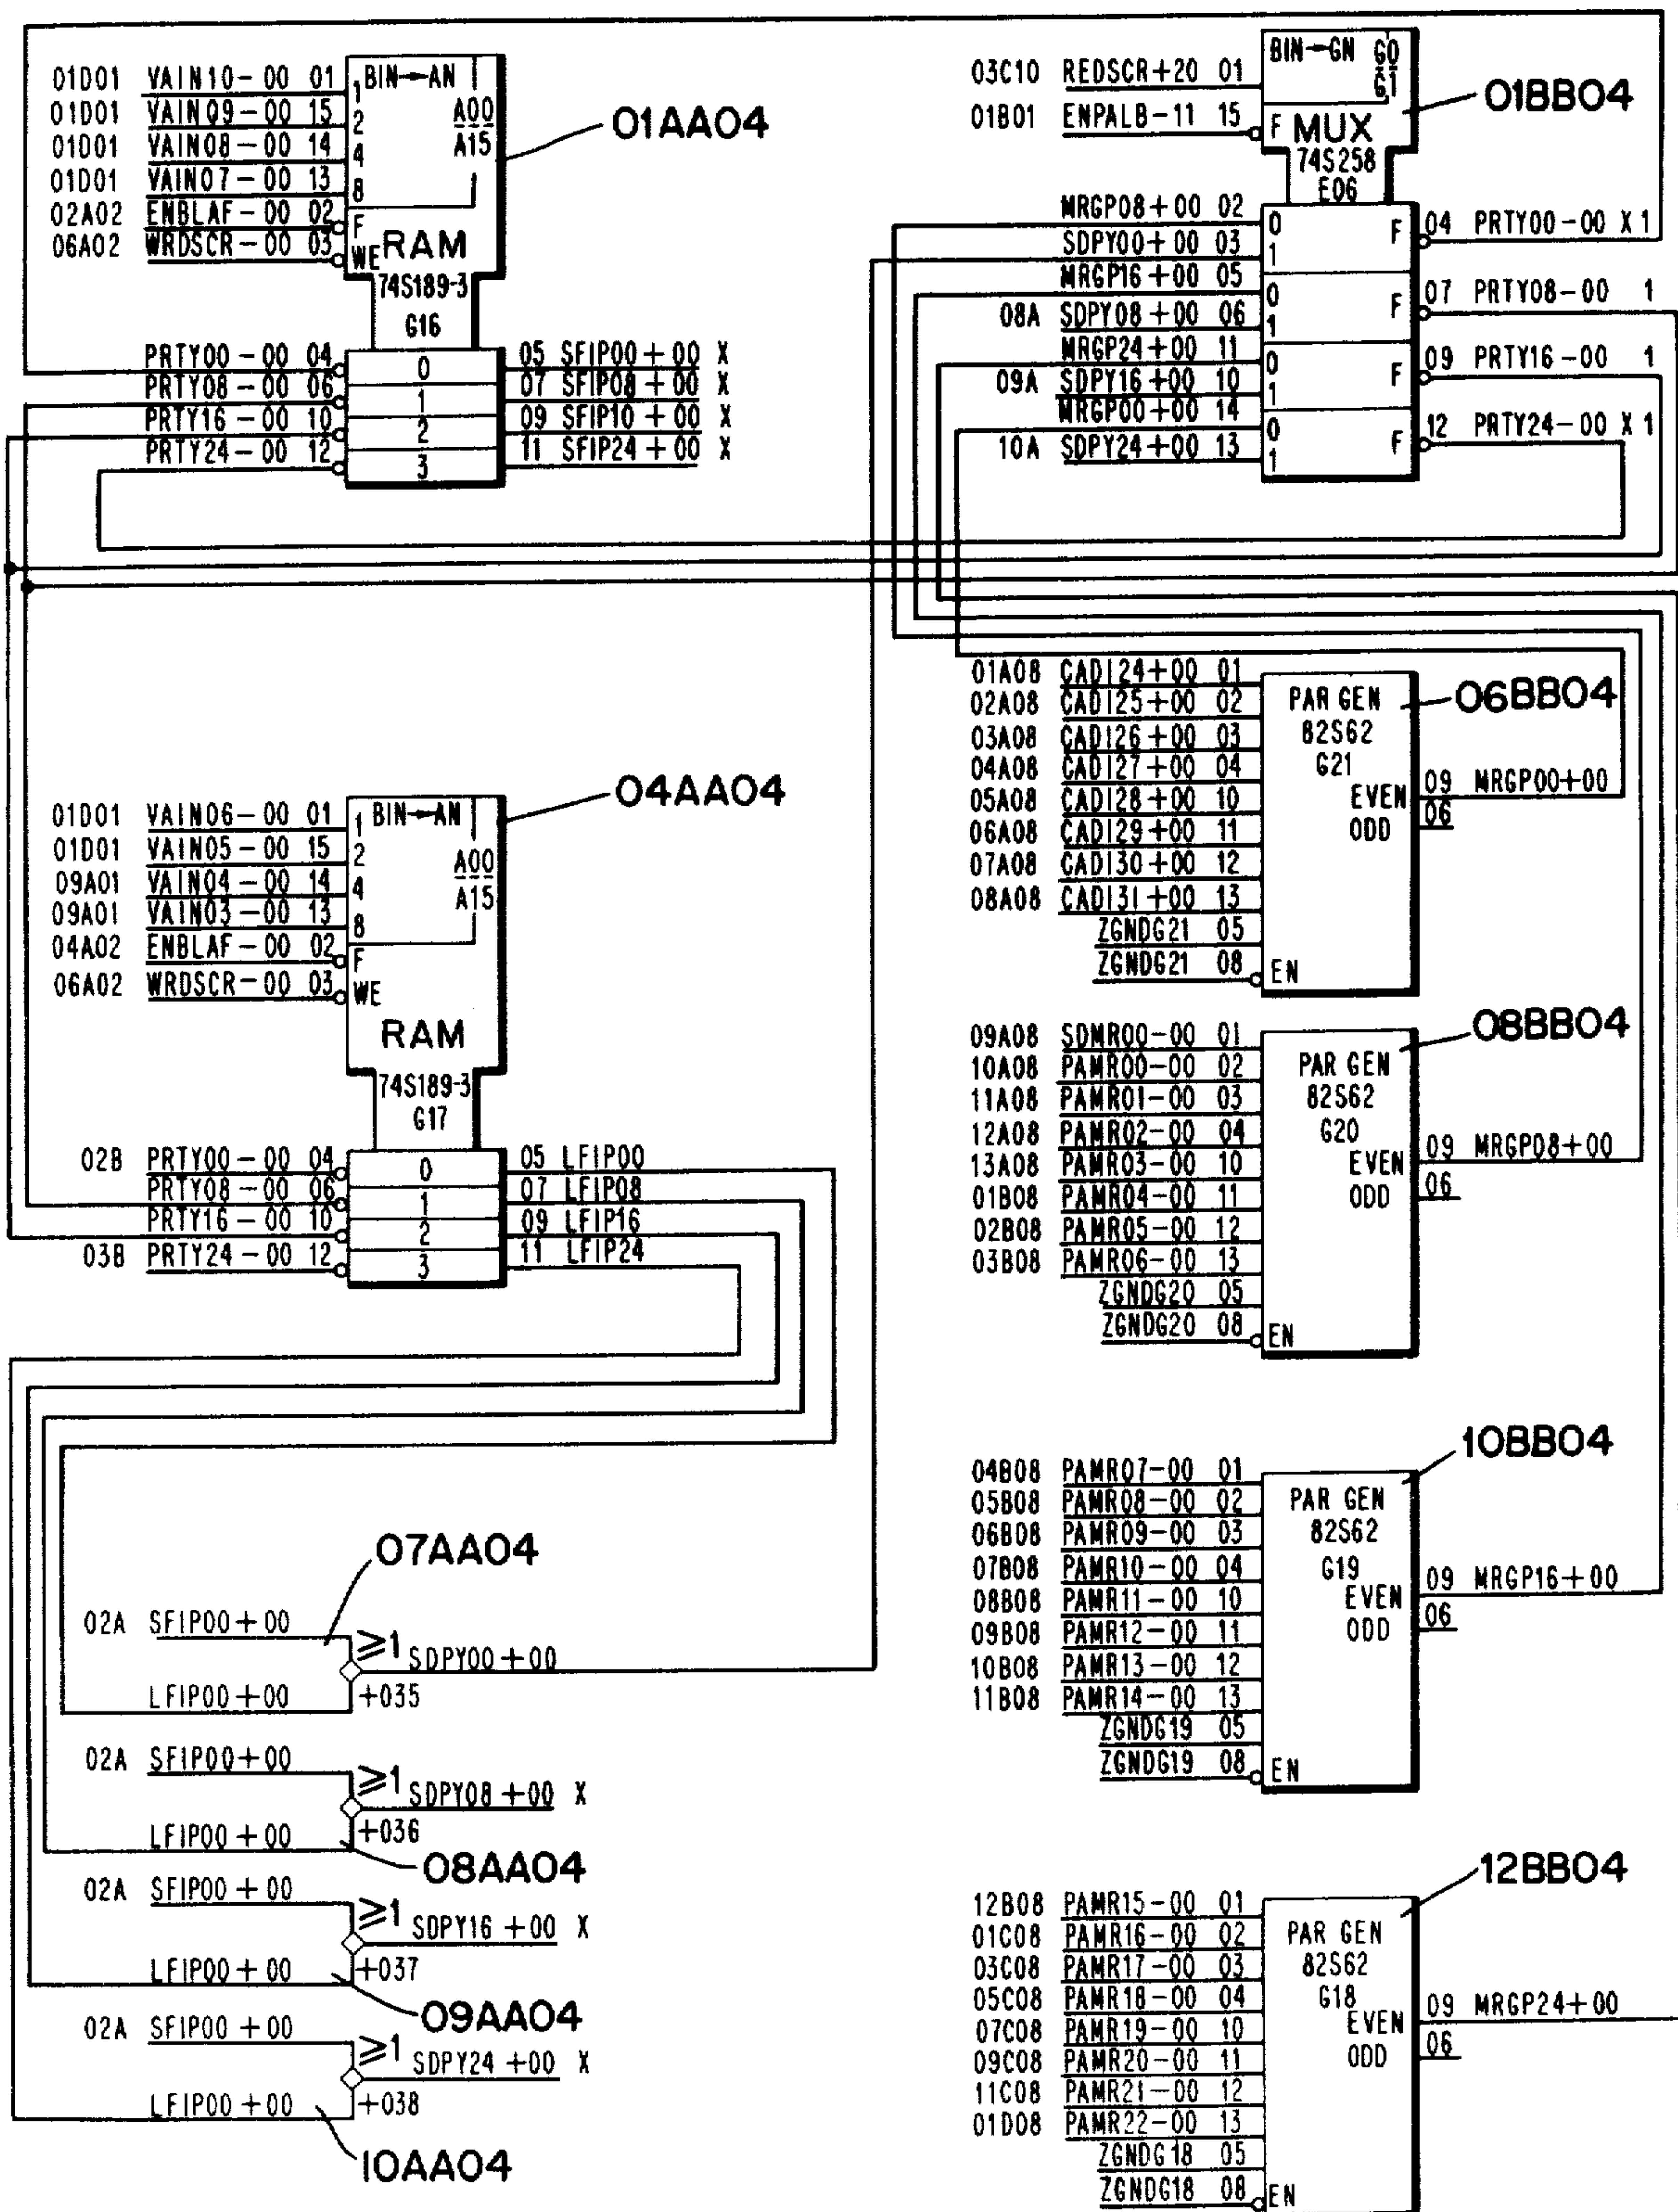 01D01 VAIN10-00 01 1 BIN→AN
01D01 VAIN09-00 15 2 A00
01D01 VAIN08-00 14 4 A15
01D01 VAIN07-00 13 8
02A02 ENBLAF-00 02 F
06A02 WRDSCR-00 03 WE RAM
74S189-3
G16
01AA04
PRTY00-00 04 0 05 SFIP00+00 X
PRTY08-00 06 1 07 SFIP08+00 X
PRTY16-00 10 2 09 SFIP10+00 X
PRTY24-00 12 3 11 SFIP24+00 X
01D01 VAIN06-00 01 1 BIN→AN
01D01 VAIN05-00 15 2 A00
09A01 VAIN04-00 14 4 A15
09A01 VAIN03-00 13 8
04A02 ENBLAF-00 02 F
06A02 WRDSCR-00 03 WE
RAM
74S189-3
G17
04AA04
02B PRTY00-00 04 0 05 LFIP00
PRTY08-00 06 1 07 LFIP08
PRTY16-00 10 2 09 LFIP16
03B PRTY24-00 12 3 11 LFIP24
07AA04
02A SFIP00+00
≥1 SDPY00+00
LFIP00+00 +035
02A SFIP00+00
≥1 SDPY08+00 X
LFIP00+00 +036
08AA04
02A SFIP00+00
≥1 SDPY16+00 X
LFIP00+00 +037
09AA04
02A SFIP00+00
≥1 SDPY24+00 X
LFIP00+00 +038
10AA04
03C10 REDSCR+20 01 BIN→GN G0
G1
01B01 ENPALB-11 15 F MUX
74S258
E06
01BB04
MRGP08+00 02 0
SDPY00+00 03 1 F 04 PRTY00-00 X 1
MRGP16+00 05 0
08A SDPY08+00 06 1 F 07 PRTY08-00 1
MRGP24+00 11 0
09A SDPY16+00 10 1 F 09 PRTY16-00 1
MRGP00+00 14 0
10A SDPY24+00 13 1 F 12 PRTY24-00 X 1
01A08 CADI24+00 01
02A08 CADI25+00 02
03A08 CADI26+00 03
04A08 CADI27+00 04
05A08 CADI28+00 10
06A08 CADI29+00 11
07A08 CADI30+00 12
08A08 CADI31+00 13
ZGNDG21 05
ZGNDG21 08 EN
PAR GEN
82S62
G21
EVEN 09 MRGP00+00
ODD 06
06BB04
09A08 SDMR00-00 01
10A08 PAMR00-00 02
11A08 PAMR01-00 03
12A08 PAMR02-00 04
13A08 PAMR03-00 10
01B08 PAMR04-00 11
02B08 PAMR05-00 12
03B08 PAMR06-00 13
ZGNDG20 05
ZGNDG20 08 EN
PAR GEN
82S62
G20
EVEN 09 MRGP08+00
ODD 06
08BB04
04B08 PAMR07-00 01
05B08 PAMR08-00 02
06B08 PAMR09-00 03
07B08 PAMR10-00 04
08B08 PAMR11-00 10
09B08 PAMR12-00 11
10B08 PAMR13-00 12
11B08 PAMR14-00 13
ZGNDG19 05
ZGNDG19 08 EN
PAR GEN
82S62
G19
EVEN 09 MRGP16+00
ODD 06
10BB04
12B08 PAMR15-00 01
01C08 PAMR16-00 02
03C08 PAMR17-00 03
05C08 PAMR18-00 04
07C08 PAMR19-00 10
09C08 PAMR20-00 11
11C08 PAMR21-00 12
01D08 PAMR22-00 13
ZGNDG18 05
ZGNDG18 08 EN
PAR GEN
82S62
G18
EVEN 09 MRGP24+00
ODD 06
12BB04